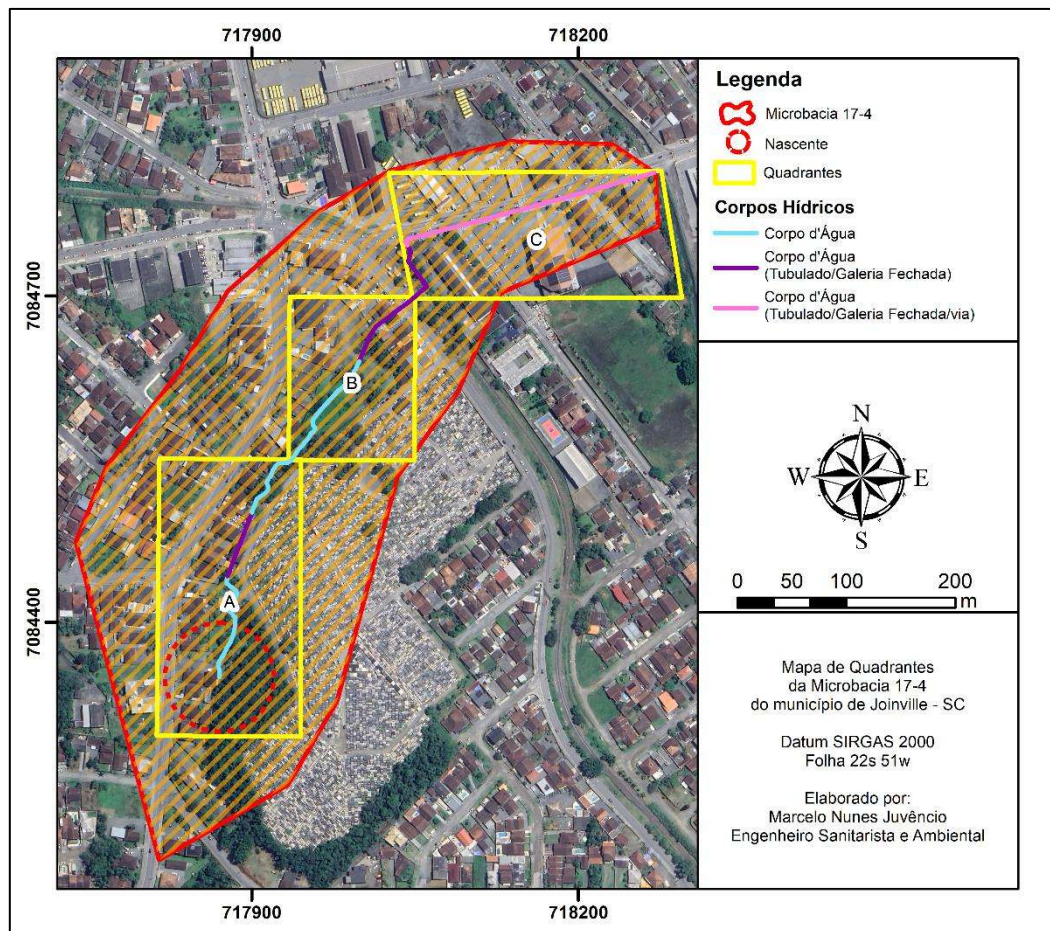 717900
718200
7084700
7084400
C
B
A
717900
718200
Legenda
Microbacia 17-4
Nascente
Quadrantes
Corpos Hídricos
Corpo d'Água
Corpo d'Água
(Tubulado/Galeria Fechada)
Corpo d'Água
(Tubulado/Galeria Fechada/via)
N
W
E
S
0 50 100 200
m
Mapa de Quadrantes
da Microbacia 17-4
do município de Joinville - SC
Datum SIRGAS 2000
Folha 22s 51w
Elaborado por:
Marcelo Nunes Juvêncio
Engenheiro Sanitarista e Ambiental